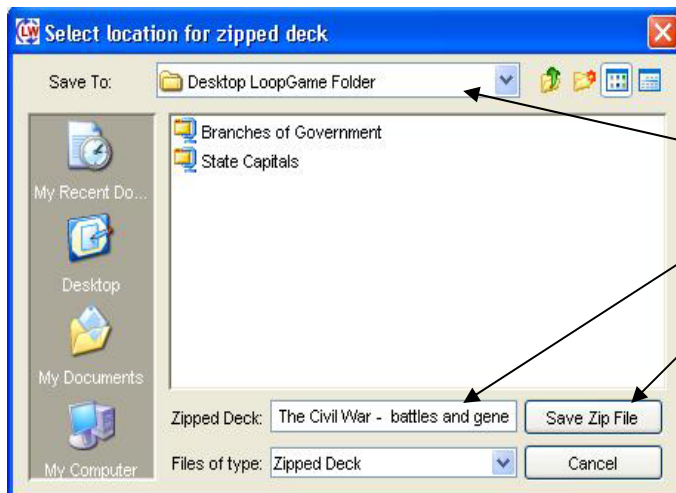 Select location for zipped deck
Save To: Desktop LoopGame Folder
Branches of Government
State Capitals
My Recent Do...
Desktop
My Documents
My Computer
Zipped Deck: The Civil War - battles and gene Save Zip File
Files of type: Zipped Deck Cancel